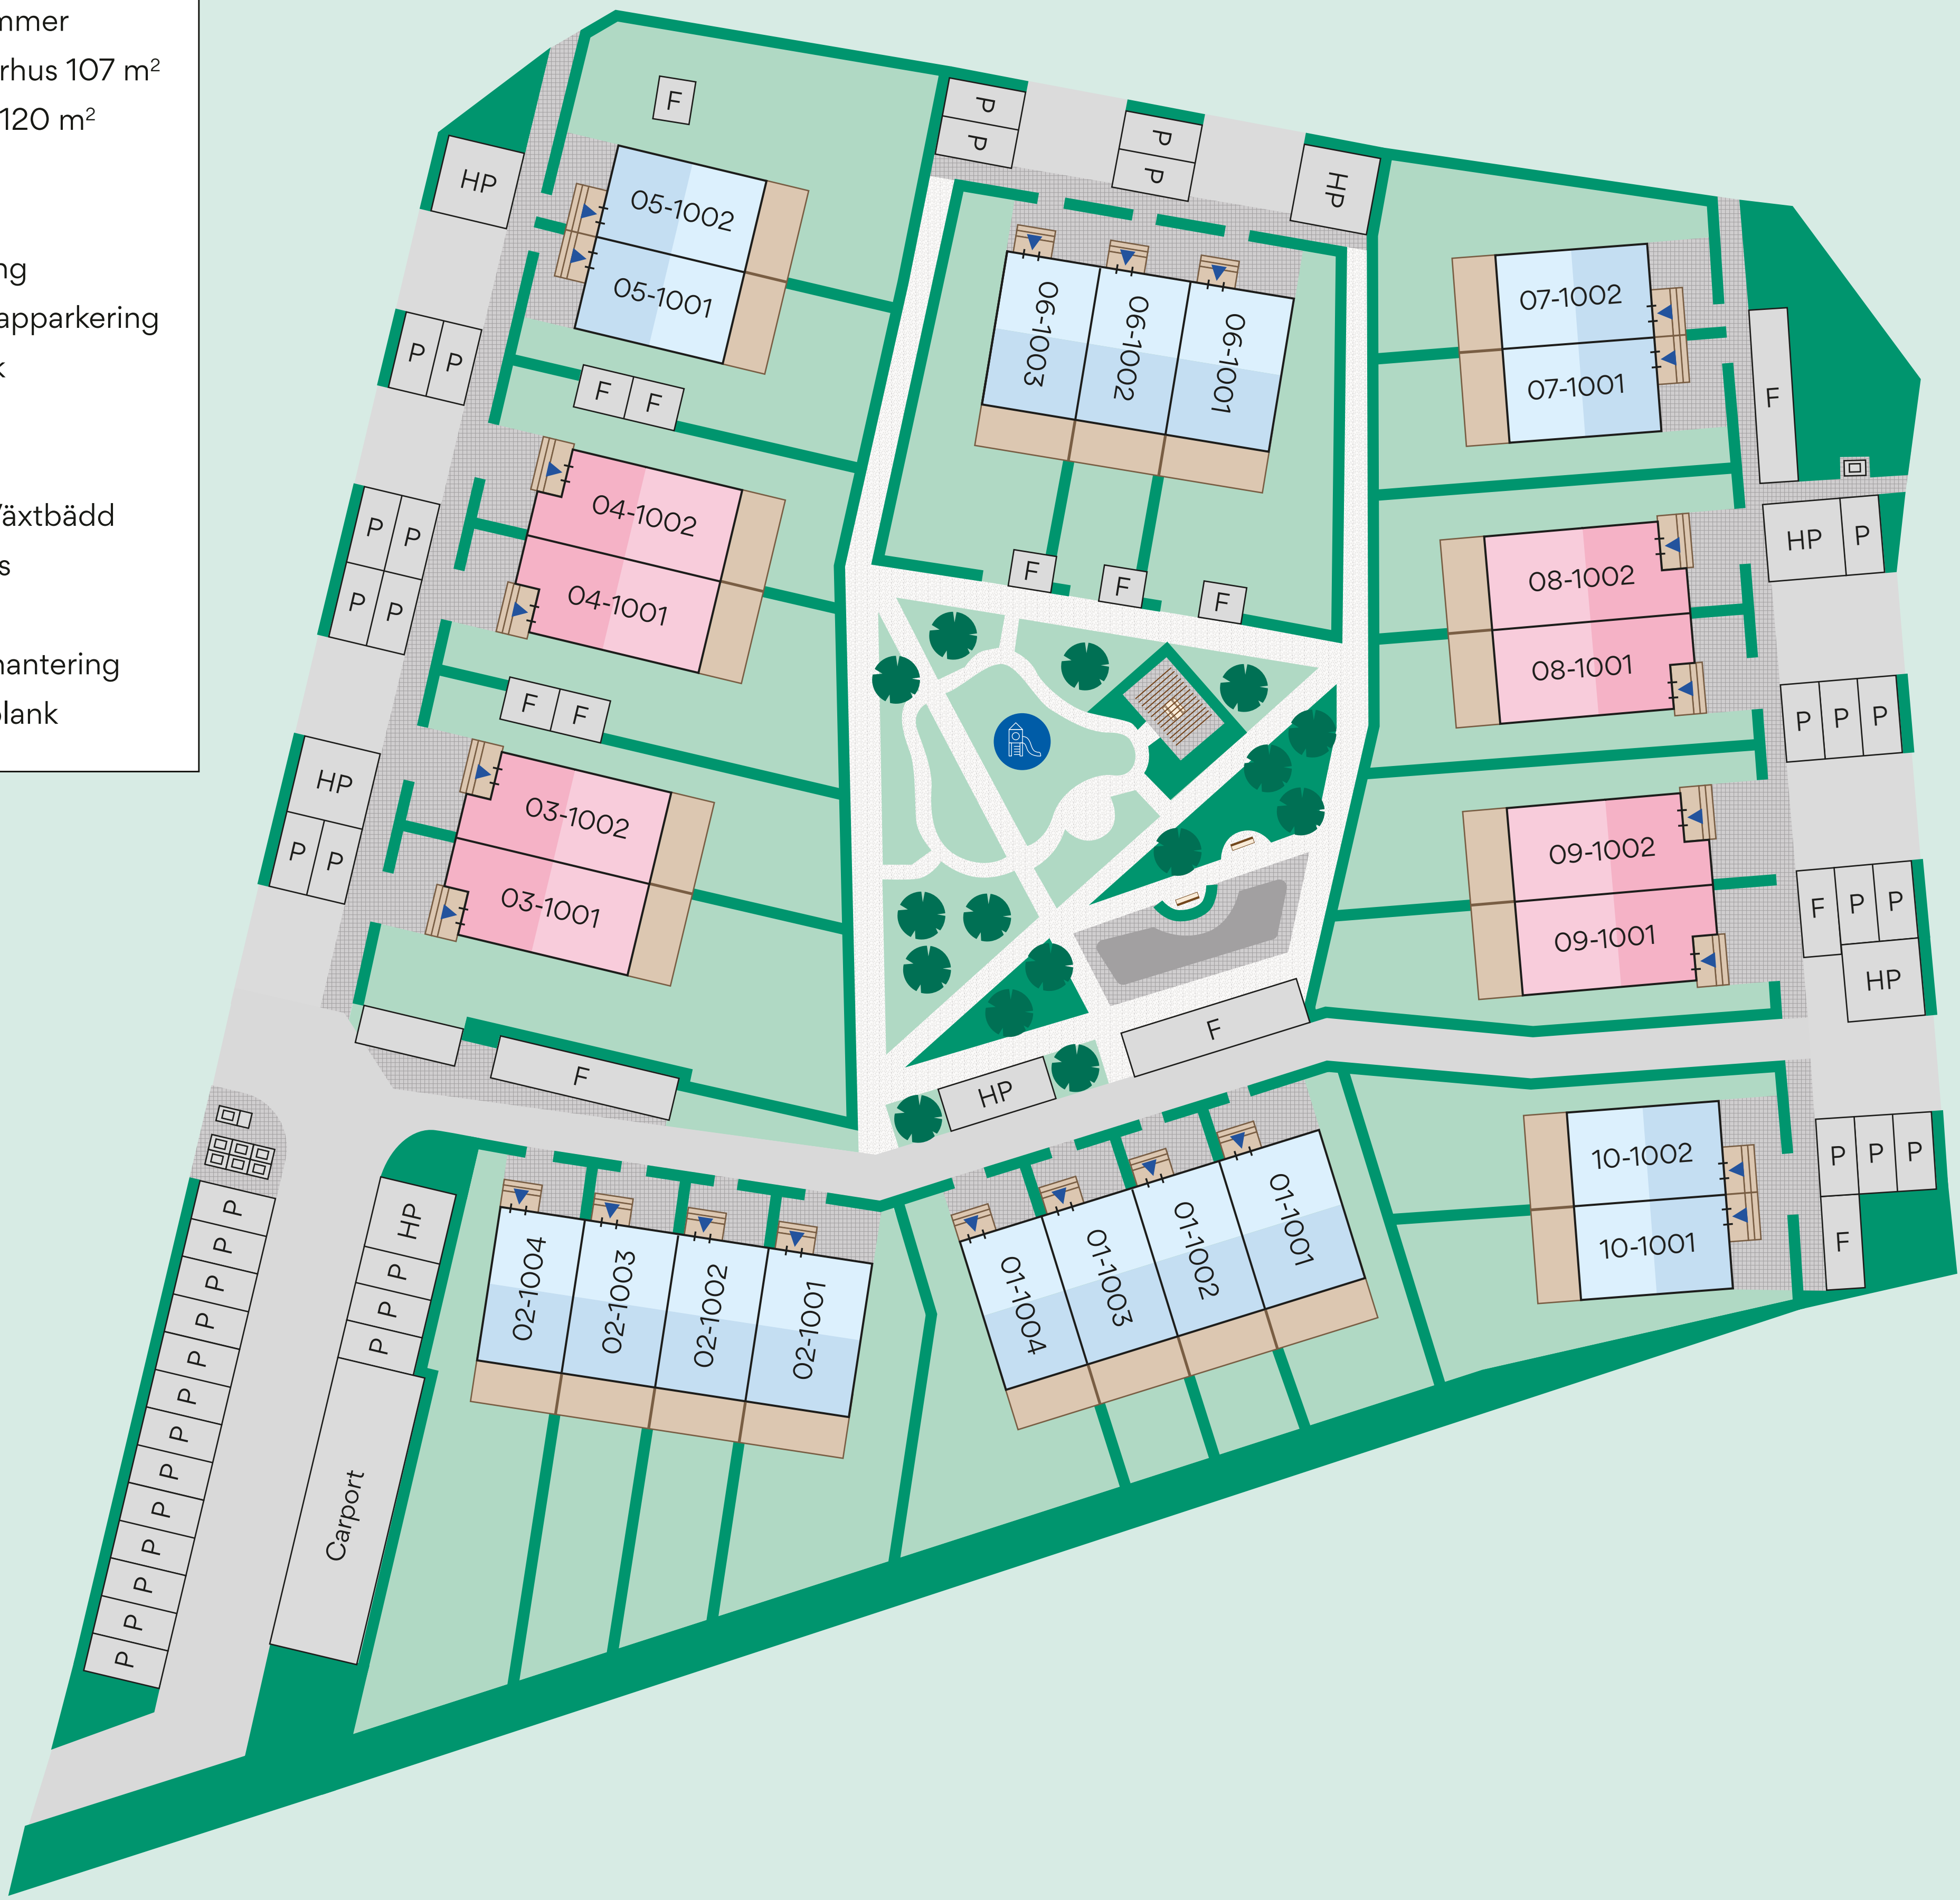 mmer
rhus 107 m²
120 m²
ng
apparkering
k
äxtbädd
s
hantering
plank
F
HP
05-1002
05-1001
P P
F F
P
P
P
P
HP
06-1003
06-1002
06-1001
07-1002
07-1001
F
04-1002
04-1001
P P
P P
F F
F
F
F
08-1002
08-1001
HP P
P P P
HP
P P
03-1002
03-1001
09-1002
09-1001
F P P
HP
F
F
HP
10-1002
10-1001
P P P
F
02-1004
02-1003
02-1002
02-1001
01-1004
01-1003
01-1002
01-1001
HP
P
P
P
Carport
P
P
P
P
P
P
P
P
P
P
P
P
P